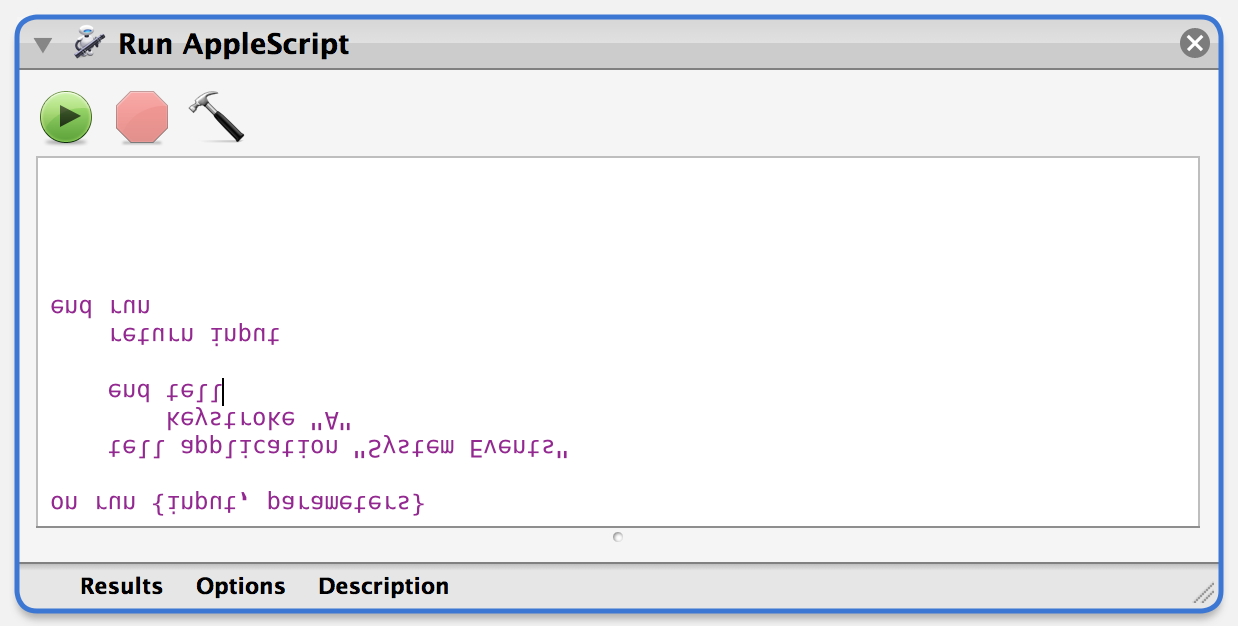 Run AppleScript
on run {input, parameters}
tell application "System Events"
keystroke "A"
end tell
return input
end run
Results Options Description